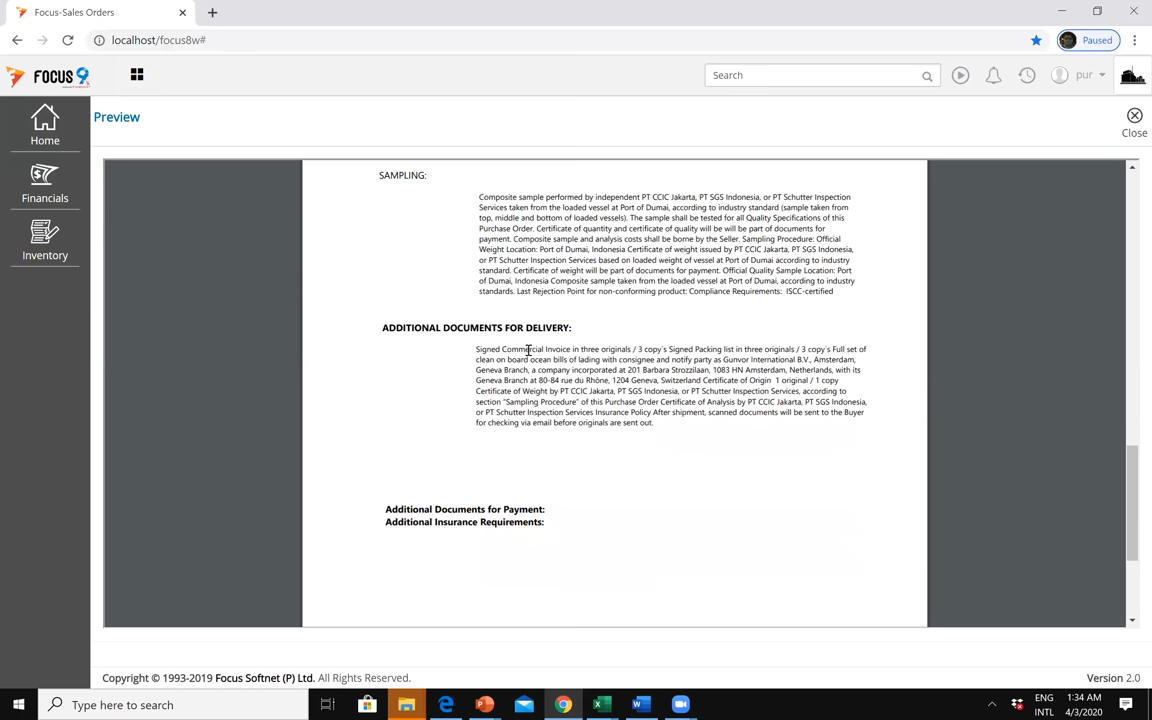 Focus-Sales Orders
localhost/focus8w#
Paused
FOCUS 9
Search
pur
Home
Financials
Inventory
Preview
Close
SAMPLING:
Composite sample performed by independent PT CCIC Jakarta, PT SGS Indonesia, or PT Schutter Inspection
Services taken from the loaded vessel at Port of Dumai, according to industry standard (sample taken from
top, middle and bottom of loaded vessels). The sample shall be tested for all Quality Specifications of this
Purchase Order. Certificate of quantity and certificate of quality will be will be part of documents for
payment. Composite sample and analysis costs shall be borne by the Seller. Sampling Procedure: Official
Weight Location: Port of Dumai, Indonesia Certificate of weight issued by PT CCIC Jakarta, PT SGS Indonesia,
or PT Schutter Inspection Services based on loaded weight of vessel at Port of Dumai according to industry
standard. Certificate of weight will be part of documents for payment. Official Quality Sample Location: Port
of Dumai, Indonesia Composite sample taken from the loaded vessel at Port of Dumai, according to industry
standards. Last Rejection Point for non-conforming product: Compliance Requirements: ISCC-certified
ADDITIONAL DOCUMENTS FOR DELIVERY:
Signed Commercial Invoice in three originals / 3 copy's Signed Packing list in three originals / 3 copy's Full set of
clean on board ocean bills of lading with consignee and notify party as Gunvor International B.V., Amsterdam,
Geneva Branch, a company incorporated at 201 Barbara Strozzilaan, 1083 HN Amsterdam, Netherlands, with its
Geneva Branch at 80-84 rue du Rhône, 1204 Geneva, Switzerland Certificate of Origin 1 original / 1 copy
Certificate of Weight by PT CCIC Jakarta, PT SGS Indonesia, or PT Schutter Inspection Services, according to
section "Sampling Procedure" of this Purchase Order Certificate of Analysis by PT CCIC Jakarta, PT SGS Indonesia,
or PT Schutter Inspection Services Insurance Policy After shipment, scanned documents will be sent to the Buyer
for checking via email before originals are sent out.
Additional Documents for Payment:
Additional Insurance Requirements:
Copyright © 1993-2019 Focus Softnet (P) Ltd. All Rights Reserved.
Version 2.0
Type here to search
ENG
INTL
1:34 AM
4/3/2020